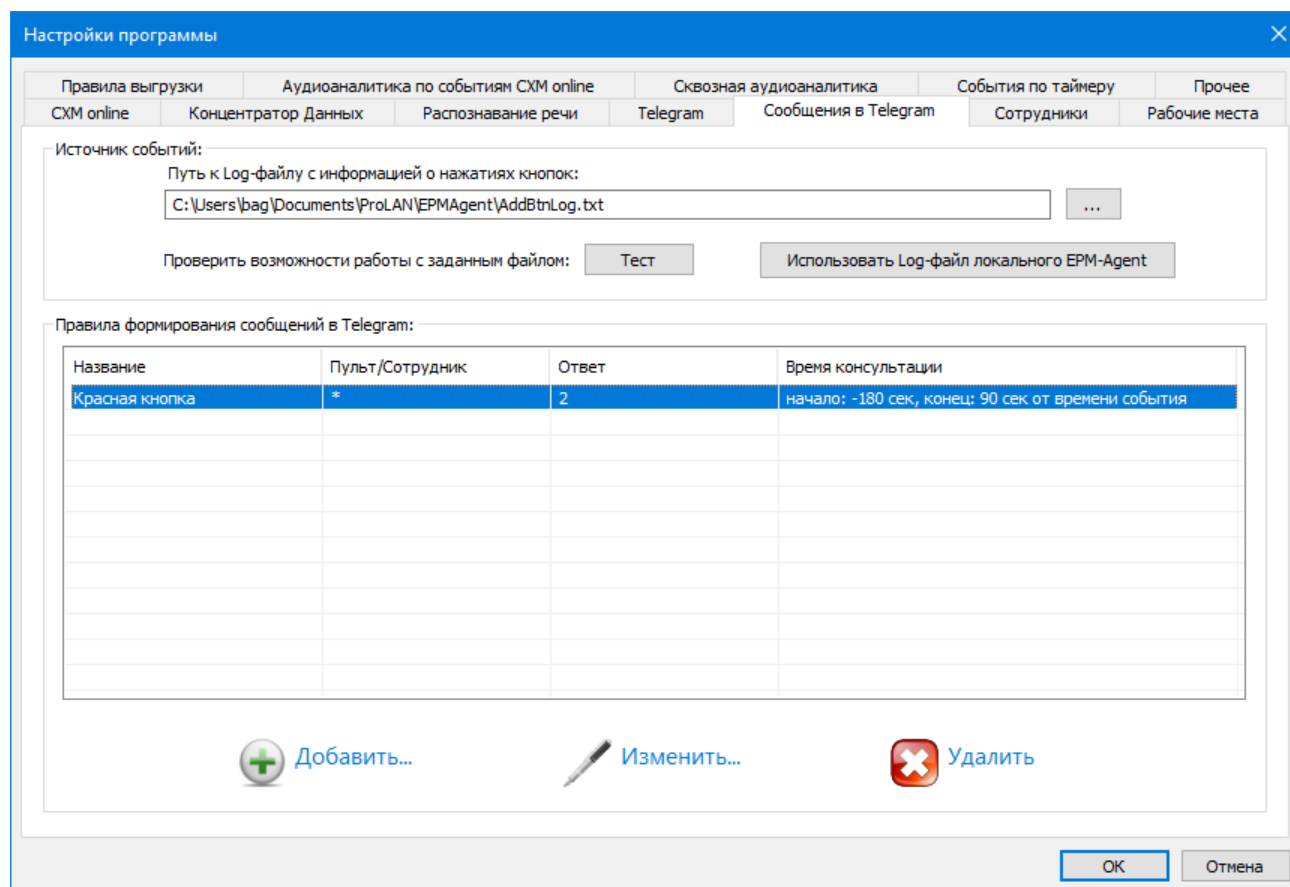 Настройки программы
Правила выгрузки Аудиоаналитика по событиям CXM online Сквозная аудиоаналитика События по таймеру Прочее
CXM online Концентратор Данных Распознавание речи Telegram Сообщения в Telegram Сотрудники Рабочие места
Источник событий:
Путь к Log-файлу с информацией о нажатиях кнопок:
C:\Users\bag\Documents\ProLAN\EPMAgent\AddBtnLog.txt ...
Проверить возможности работы с заданным файлом: Тест Использовать Log-файл локального EPM-Agent
Правила формирования сообщений в Telegram:
Название Пульт/Сотрудник Ответ Время консультации
Красная кнопка * 2 начало: -180 сек, конец: 90 сек от времени события
Добавить... Изменить... Удалить
OK Отмена